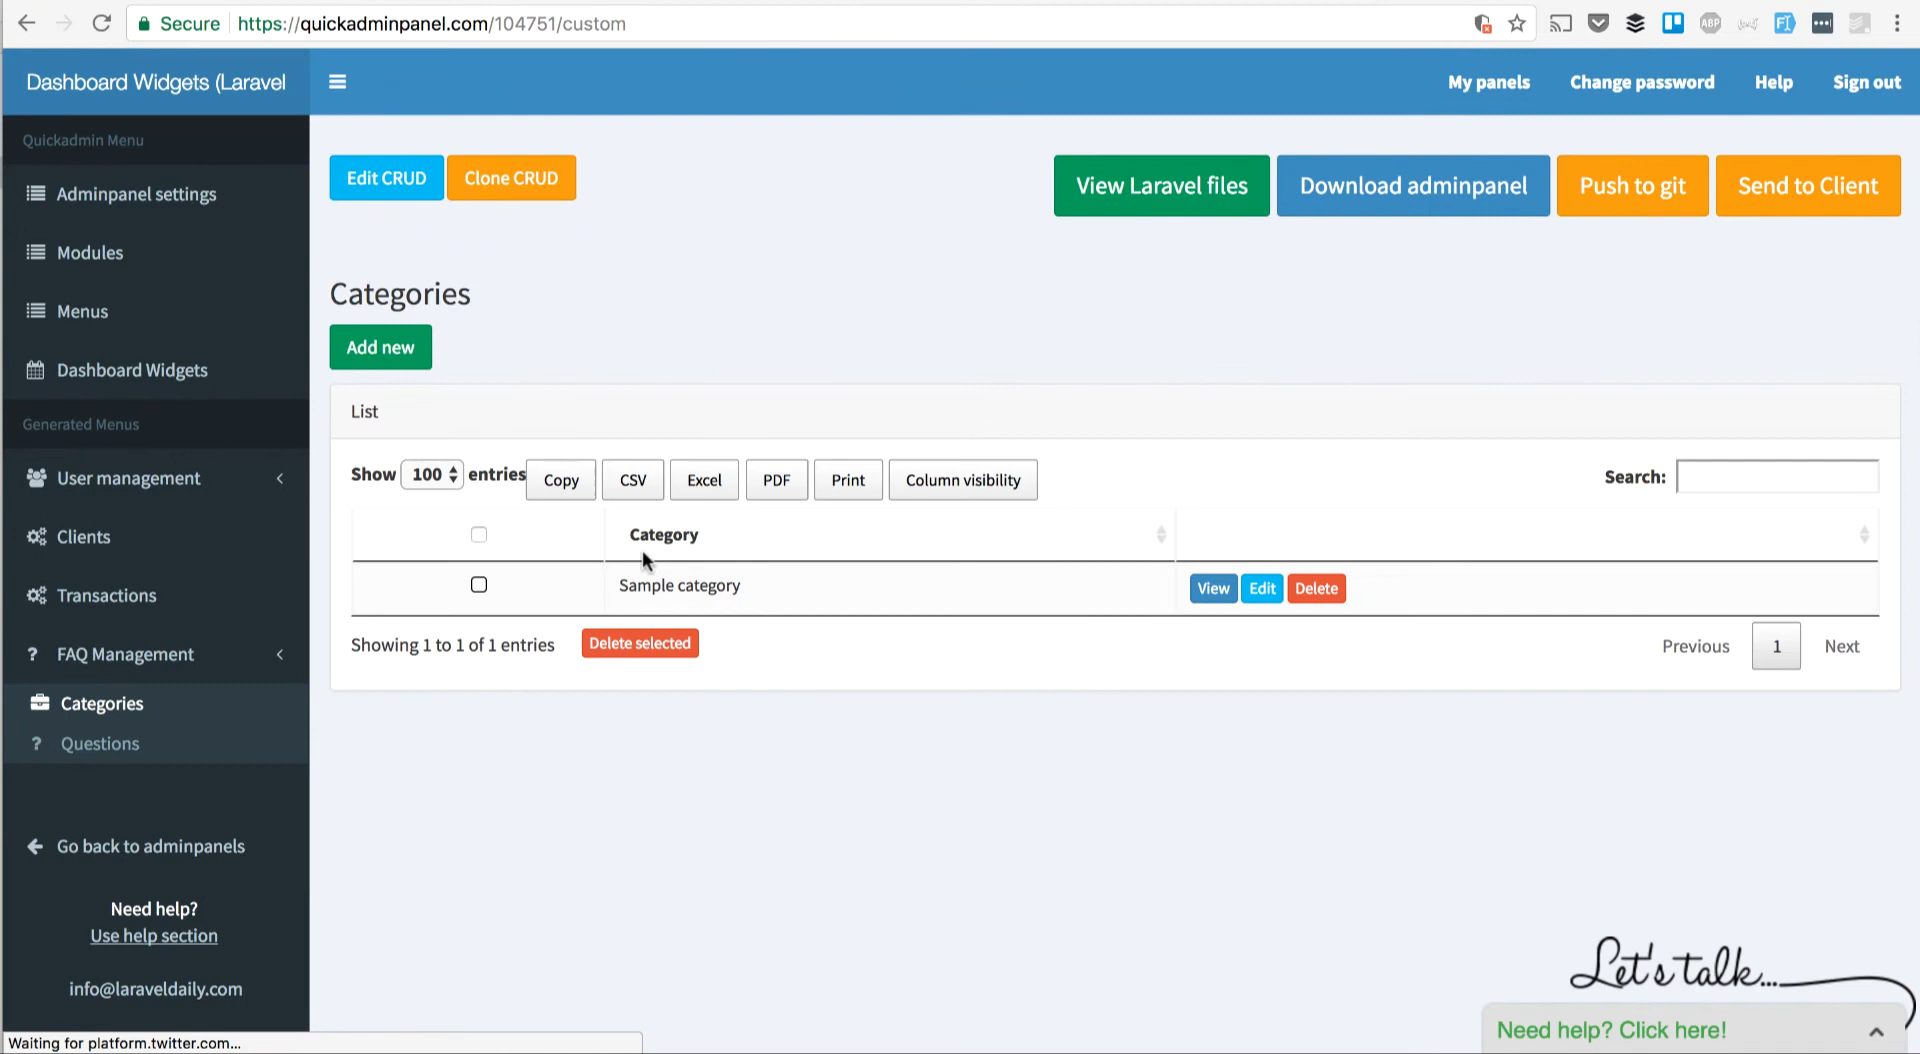 Secure https://quickadminpanel.com/104751/custom
ABP
Dashboard Widgets (Laravel
My panels Change password Help Sign out
Quickadmin Menu
Adminpanel settings
Modules
Menus
Dashboard Widgets
Generated Menus
User management
Clients
Transactions
? FAQ Management
Categories
? Questions
Go back to adminpanels
Need help?
Use help section
info@laraveldaily.com
Edit CRUD Clone CRUD
View Laravel files Download adminpanel Push to git Send to Client
Categories
Add new
List
Show 100 entries Copy CSV Excel PDF Print Column visibility Search:
Category
Sample category View Edit Delete
Showing 1 to 1 of 1 entries Delete selected Previous 1 Next
Let's talk...
Need help? Click here!
Waiting for platform.twitter.com...